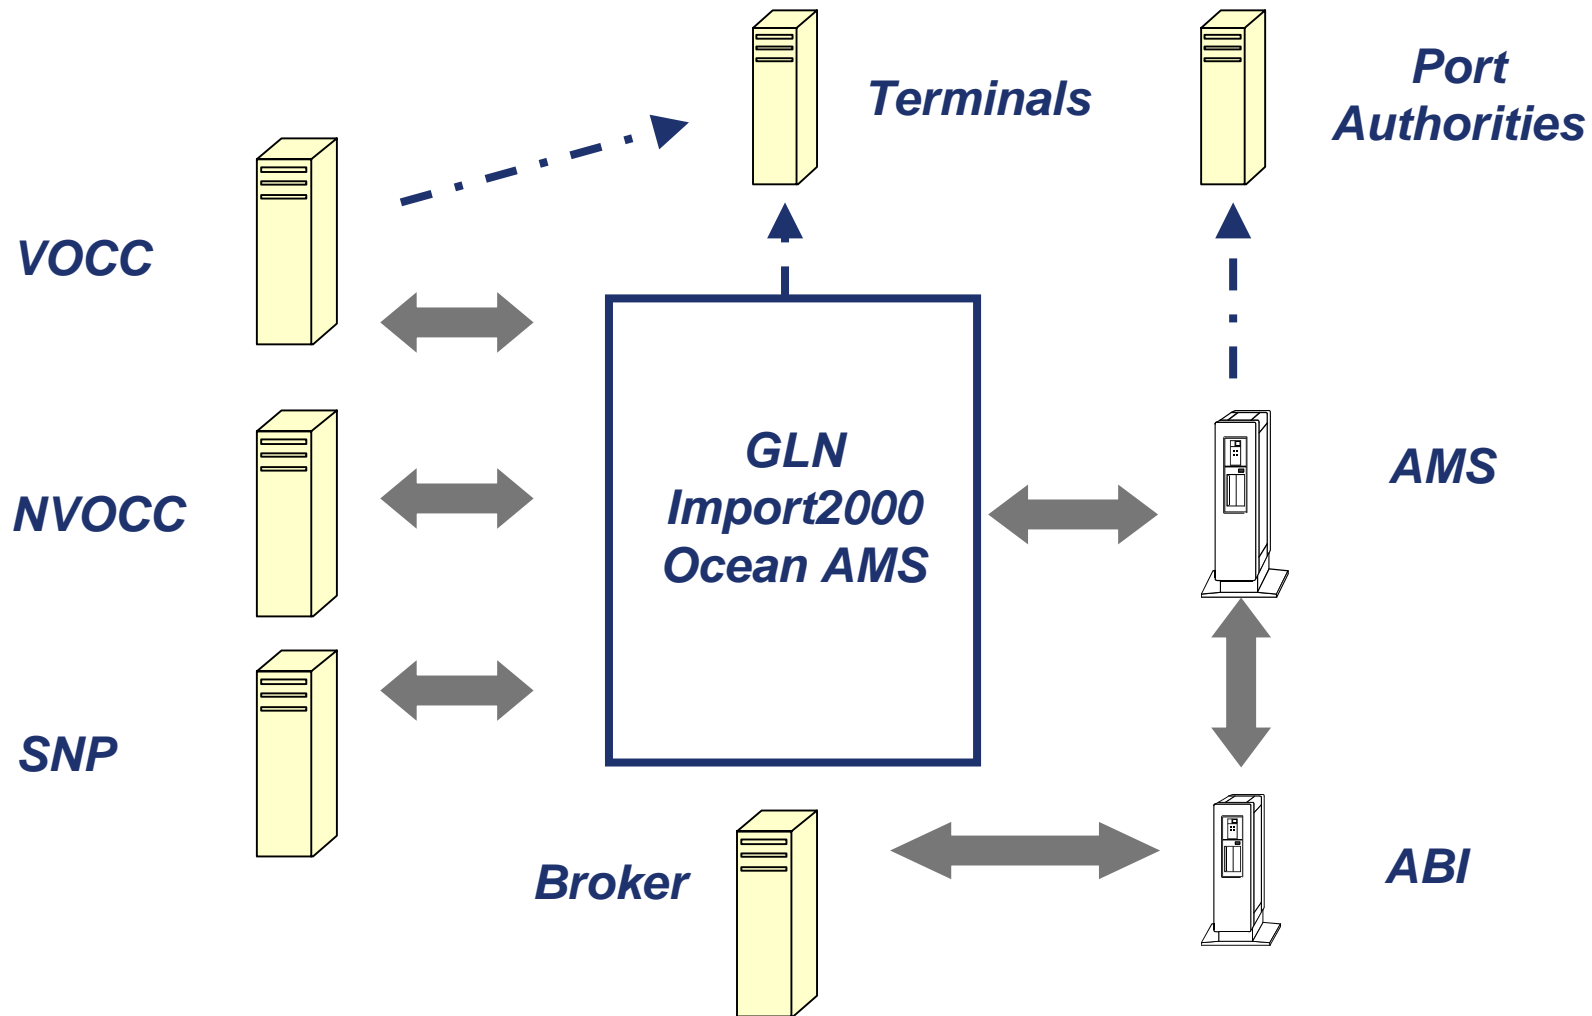 Terminals
Port
Authorities
VOCC
GLN
Import2000
Ocean AMS
AMS
NVOCC
SNP
Broker
ABI